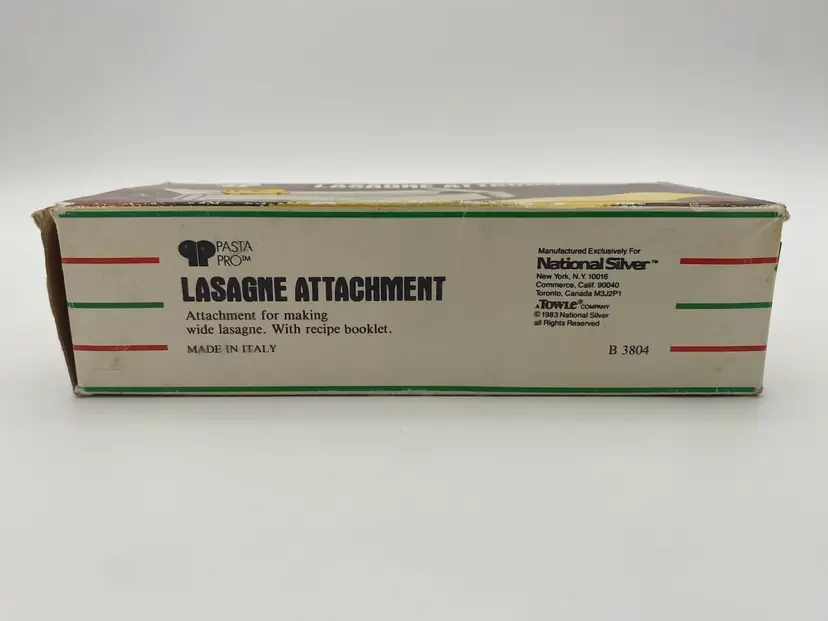 LASAGNE ATTACHMENT
PASTA
PRO™
LASAGNE ATTACHMENT
Attachment for making
wide lasagne. With recipe booklet.
MADE IN ITALY
Manufactured Exclusively For
National Silver™
New York, N.Y. 10016
Commerce, Calif. 90040
Toronto, Canada M3J2P1
A TOWLE® COMPANY
© 1983 National Silver
all Rights Reserved
B 3804